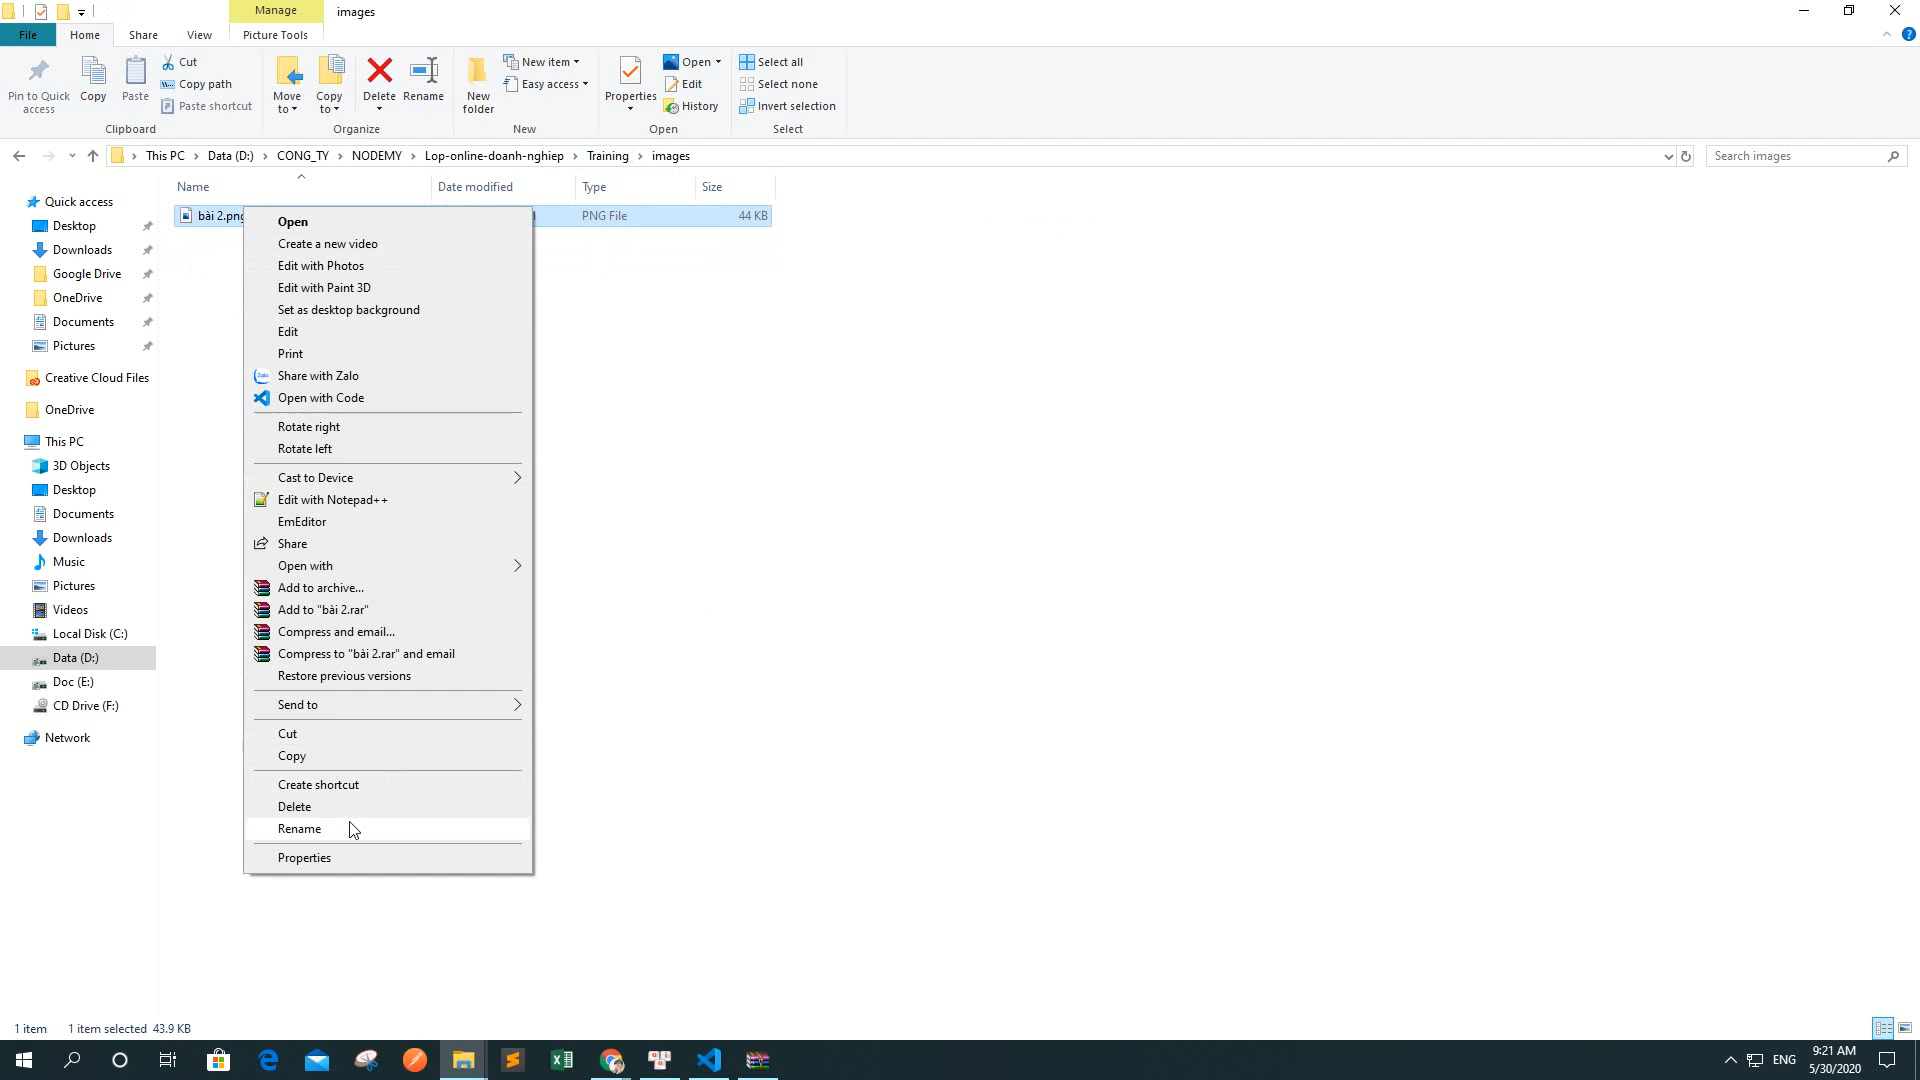 Manage
images
File
Home
Share
View
Picture Tools
Pin to Quick access
Copy
Paste
Cut
Copy path
Paste shortcut
Clipboard
Move to
Copy to
Delete
Rename
Organize
New folder
New item
Easy access
New
Properties
Open
Edit
History
Open
Select all
Select none
Invert selection
Select
This PC > Data (D:) > CONG_TY > NODEMY > Lop-online-doanh-nghiep > Training > images
Search images
Name
Date modified
Type
Size
bài 2.png
PNG File
44 KB
Quick access
Desktop
Downloads
Google Drive
OneDrive
Documents
Pictures
Creative Cloud Files
OneDrive
This PC
3D Objects
Desktop
Documents
Downloads
Music
Pictures
Videos
Local Disk (C:)
Data (D:)
Doc (E:)
CD Drive (F:)
Network
Open
Create a new video
Edit with Photos
Edit with Paint 3D
Set as desktop background
Edit
Print
Share with Zalo
Open with Code
Rotate right
Rotate left
Cast to Device
Edit with Notepad++
EmEditor
Share
Open with
Add to archive...
Add to "bài 2.rar"
Compress and email...
Compress to "bài 2.rar" and email
Restore previous versions
Send to
Cut
Copy
Create shortcut
Delete
Rename
Properties
1 item
1 item selected 43.9 KB
ENG
9:21 AM
5/30/2020